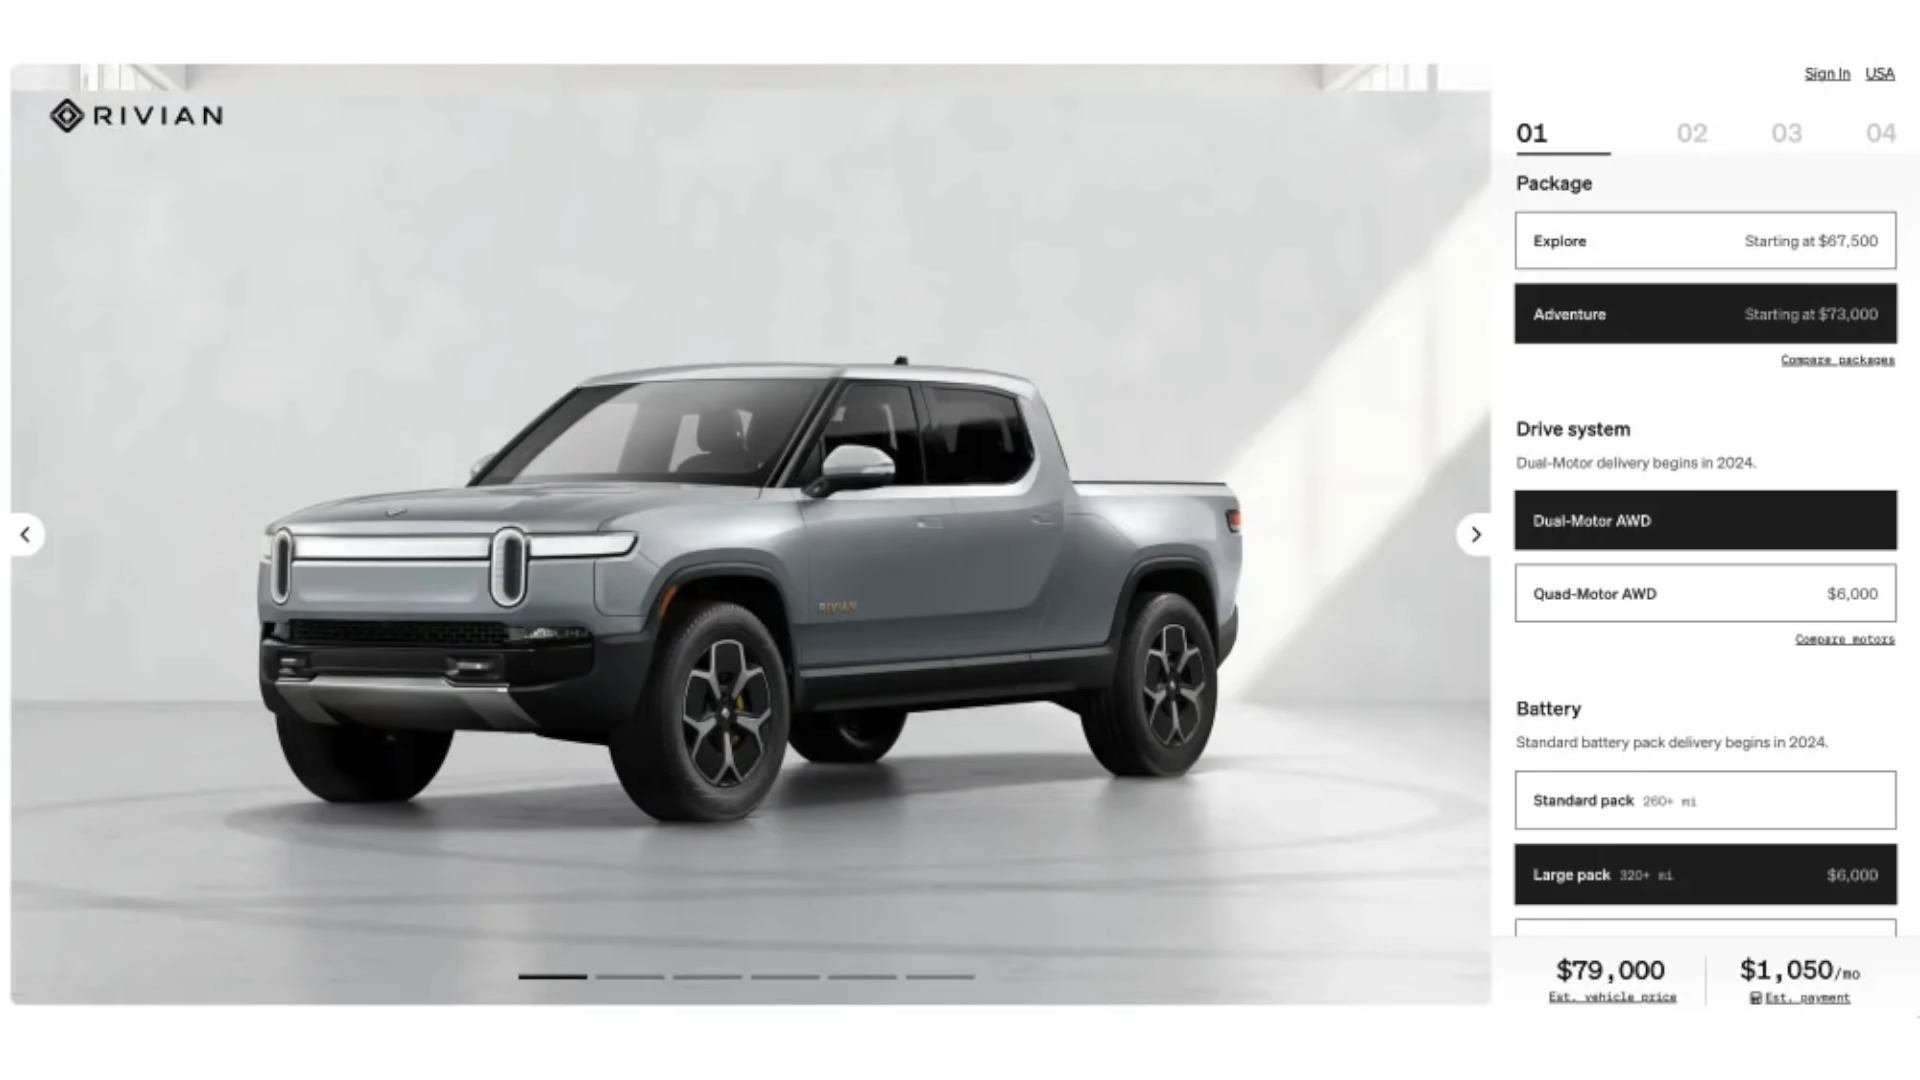 RIVIAN
RIVIAN
Sign In USA
01 02 03 04
Package
Explore Starting at $67,500
Adventure Starting at $73,000
Compare packages
Drive system
Dual-Motor delivery begins in 2024.
Dual-Motor AWD
Quad-Motor AWD $6,000
Compare motors
Battery
Standard battery pack delivery begins in 2024.
Standard pack 260+ mi
Large pack 320+ mi $6,000
$79,000 $1,050/mo
Est. vehicle price Est. payment